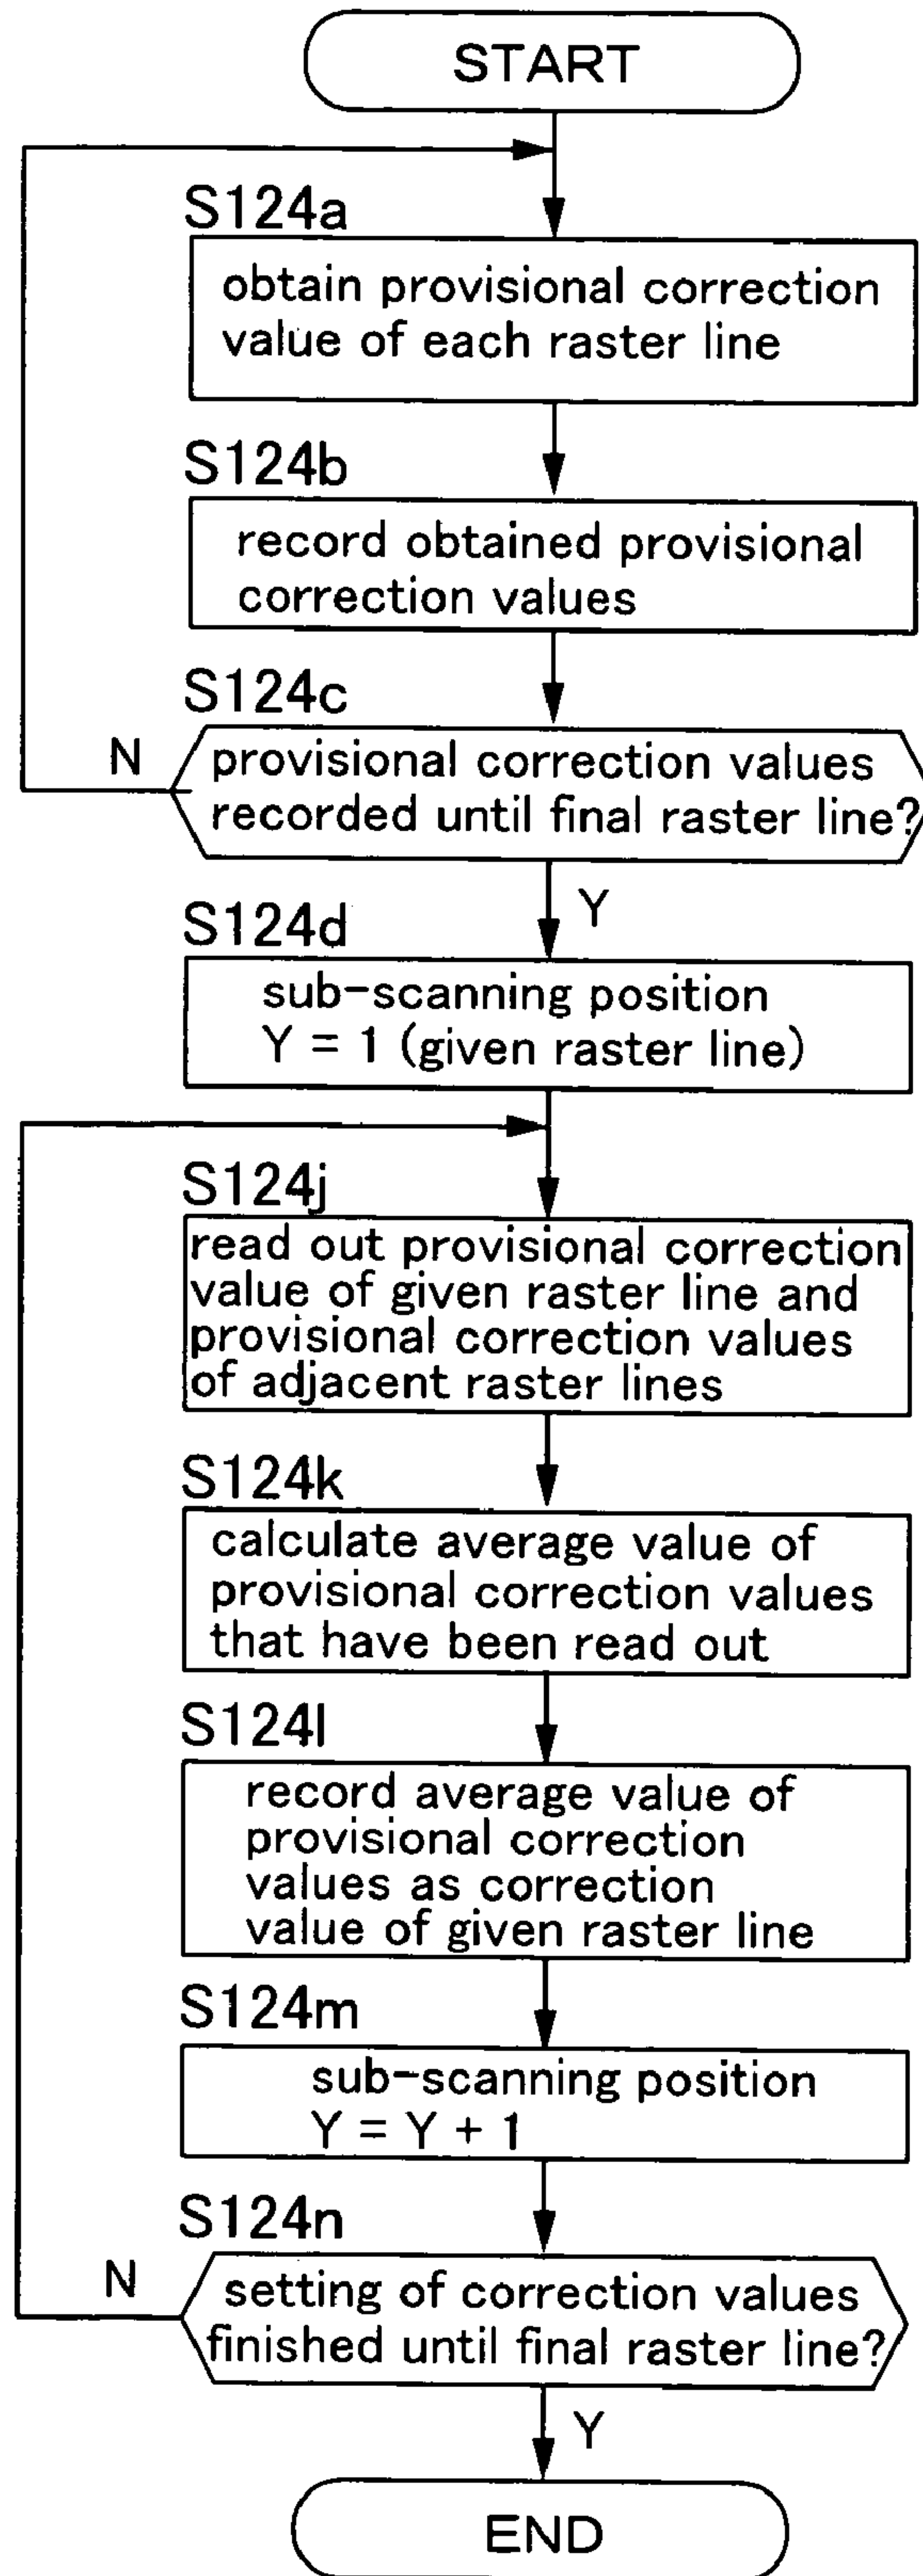 START
S124a
obtain provisional correction
value of each raster line
S124b
record obtained provisional
correction values
S124c
N
provisional correction values
recorded until final raster line?
Y
S124d
sub-scanning position
Y = 1 (given raster line)
S124j
read out provisional correction
value of given raster line and
provisional correction values
of adjacent raster lines
S124k
calculate average value of
provisional correction values
that have been read out
S124l
record average value of
provisional correction
values as correction
value of given raster line
S124m
sub-scanning position
Y = Y + 1
S124n
N
setting of correction values
finished until final raster line?
Y
END